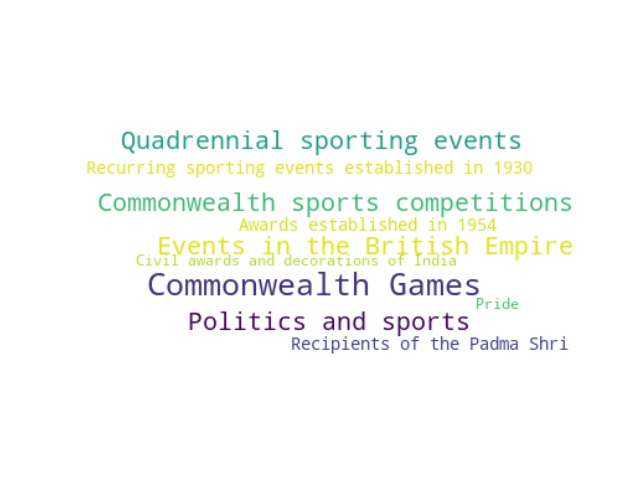 Quadrennial sporting events
Recurring sporting events established in 1930
Commonwealth sports competitions
Awards established in 1954
Events in the British Empire
Civil awards and decorations of India
Commonwealth Games
Pride
Politics and sports
Recipients of the Padma Shri